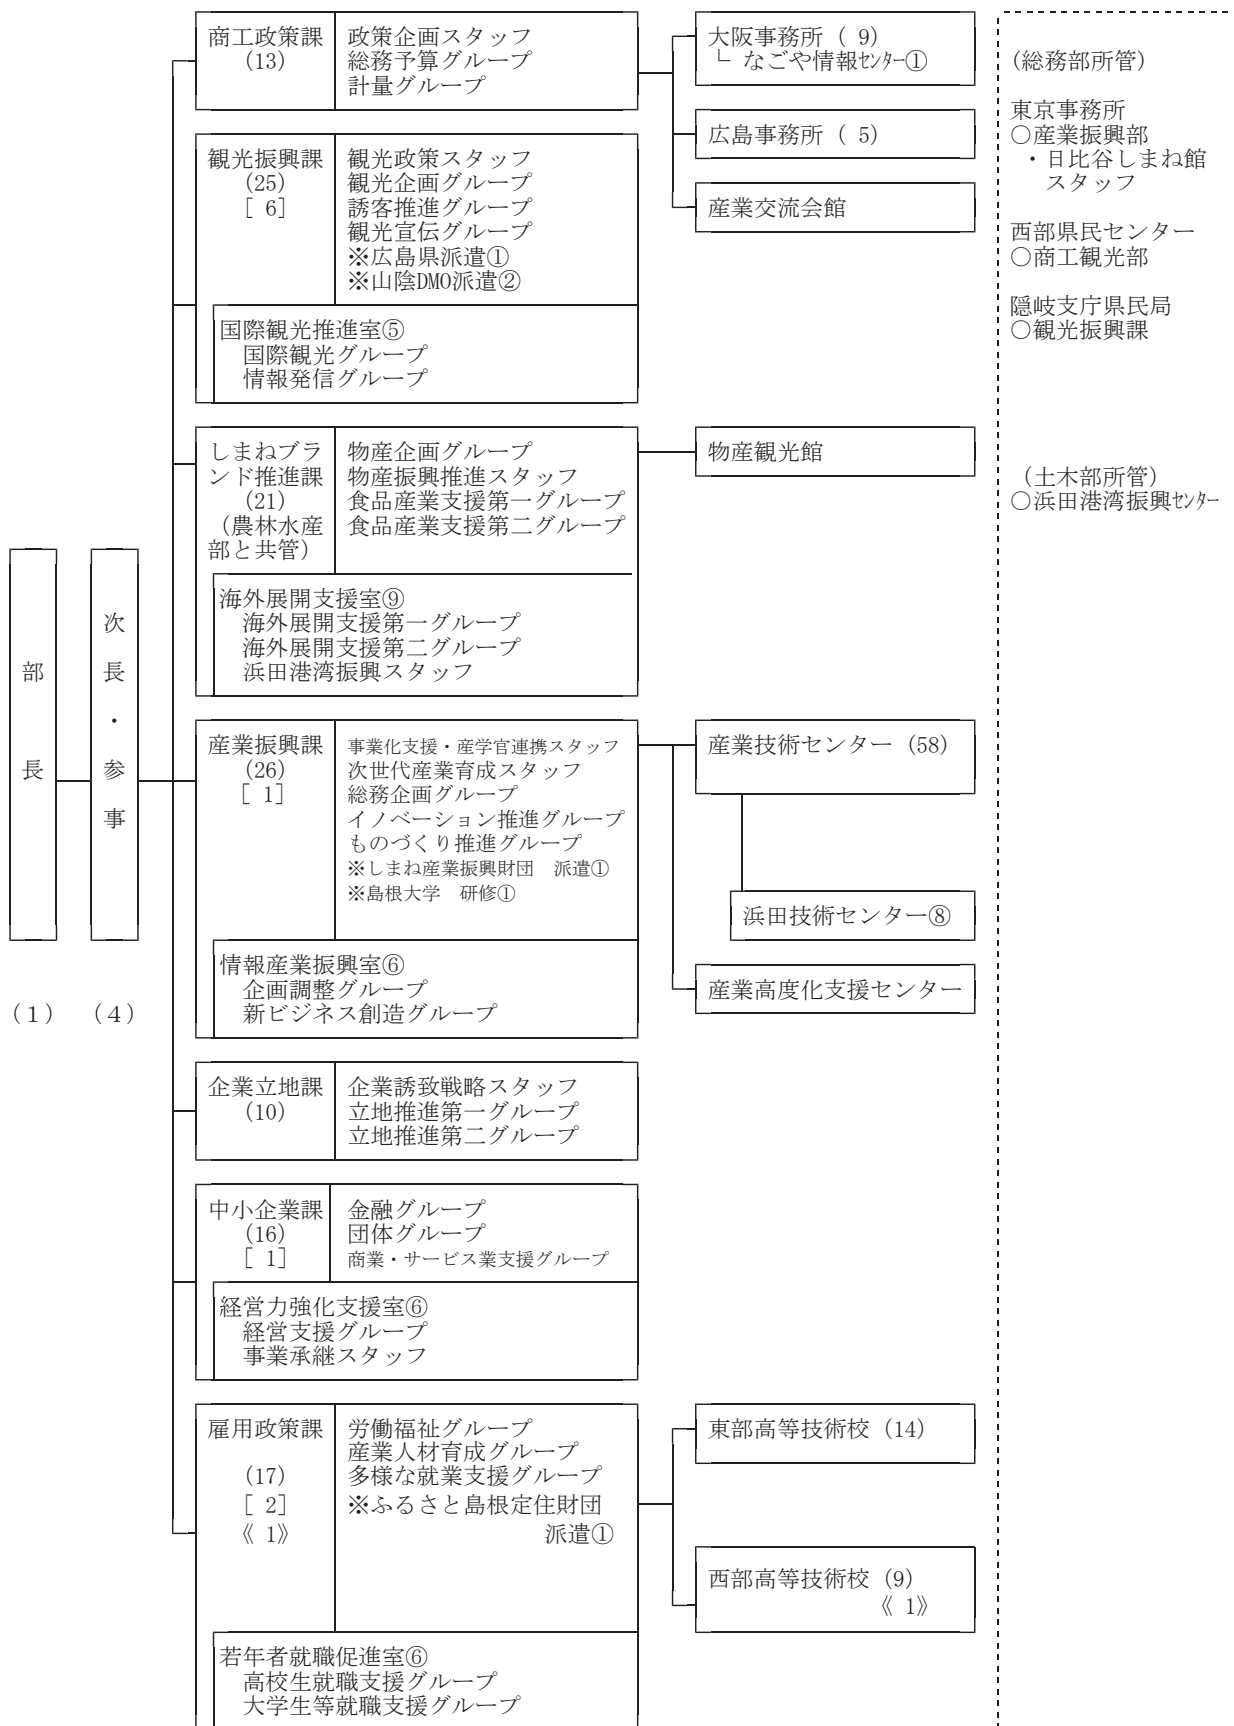 部長
(1)
次長・参事
(4)
商工政策課
(13)
政策企画スタッフ
総務予算グループ
計量グループ
大阪事務所 ( 9)
└ なごや情報センター①
広島事務所 ( 5)
産業交流会館
観光振興課
(25)
[ 6]
観光政策スタッフ
観光企画グループ
誘客推進グループ
観光宣伝グループ
※広島県派遣①
※山陰DMO派遣②
国際観光推進室⑤
国際観光グループ
情報発信グループ
しまねブラ
ンド推進課
(21)
(農林水産
部と共管)
物産企画グループ
物産振興推進スタッフ
食品産業支援第一グループ
食品産業支援第二グループ
海外展開支援室⑨
海外展開支援第一グループ
海外展開支援第二グループ
浜田港湾振興スタッフ
物産観光館
産業振興課
(26)
[ 1]
事業化支援・産学官連携スタッフ
次世代産業育成スタッフ
総務企画グループ
イノベーション推進グループ
ものづくり推進グループ
※しまね産業振興財団　派遣①
※島根大学　研修①
情報産業振興室⑥
企画調整グループ
新ビジネス創造グループ
産業技術センター (58)
浜田技術センター⑧
産業高度化支援センター
企業立地課
(10)
企業誘致戦略スタッフ
立地推進第一グループ
立地推進第二グループ
中小企業課
(16)
[ 1]
金融グループ
団体グループ
商業・サービス業支援グループ
経営力強化支援室⑥
経営支援グループ
事業承継スタッフ
雇用政策課
(17)
[ 2]
《 1》
労働福祉グループ
産業人材育成グループ
多様な就業支援グループ
※ふるさと島根定住財団
派遣①
若年者就職促進室⑥
高校生就職支援グループ
大学生等就職支援グループ
東部高等技術校 (14)
西部高等技術校 (9)
《 1》
(総務部所管)
東京事務所
○産業振興部
・日比谷しまね館
スタッフ
西部県民センター
○商工観光部
隠岐支庁県民局
○観光振興課
(土木部所管)
○浜田港湾振興センター